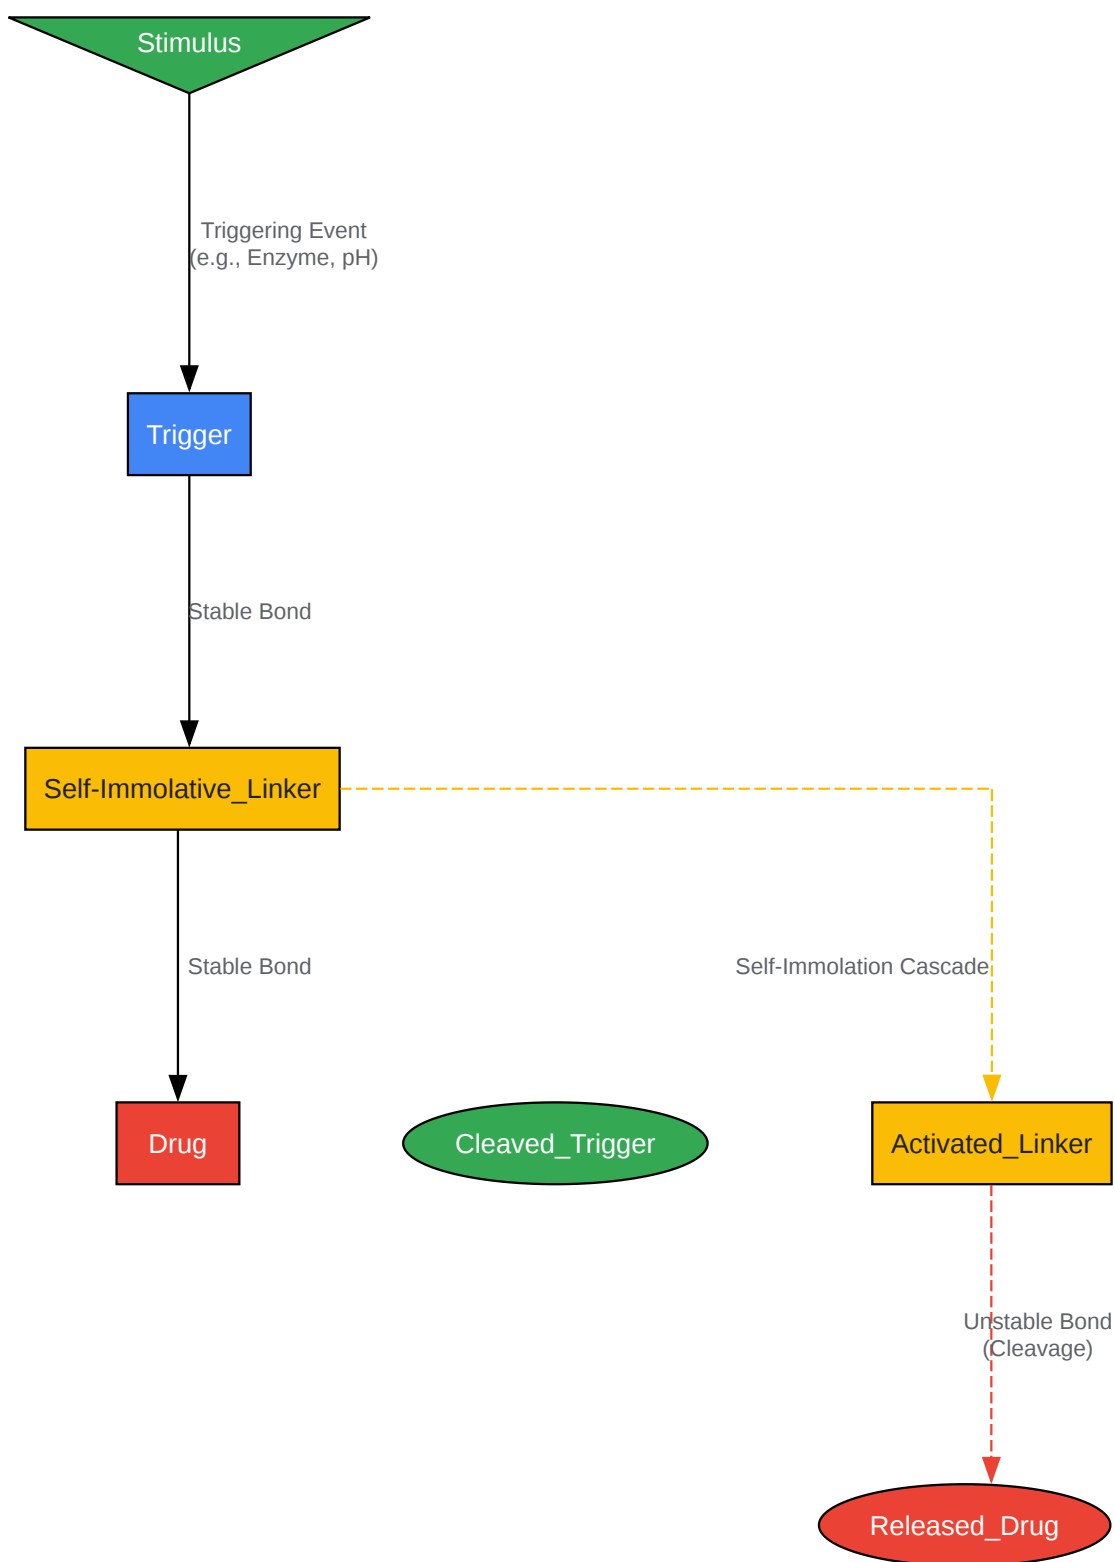 Stimulus
Triggering Event
(e.g., Enzyme, pH)
Trigger
Stable Bond
Self-Immolative_Linker
Stable Bond
Self-Immolation Cascade
Drug
Cleaved_Trigger
Activated_Linker
Unstable Bond
(Cleavage)
Released_Drug